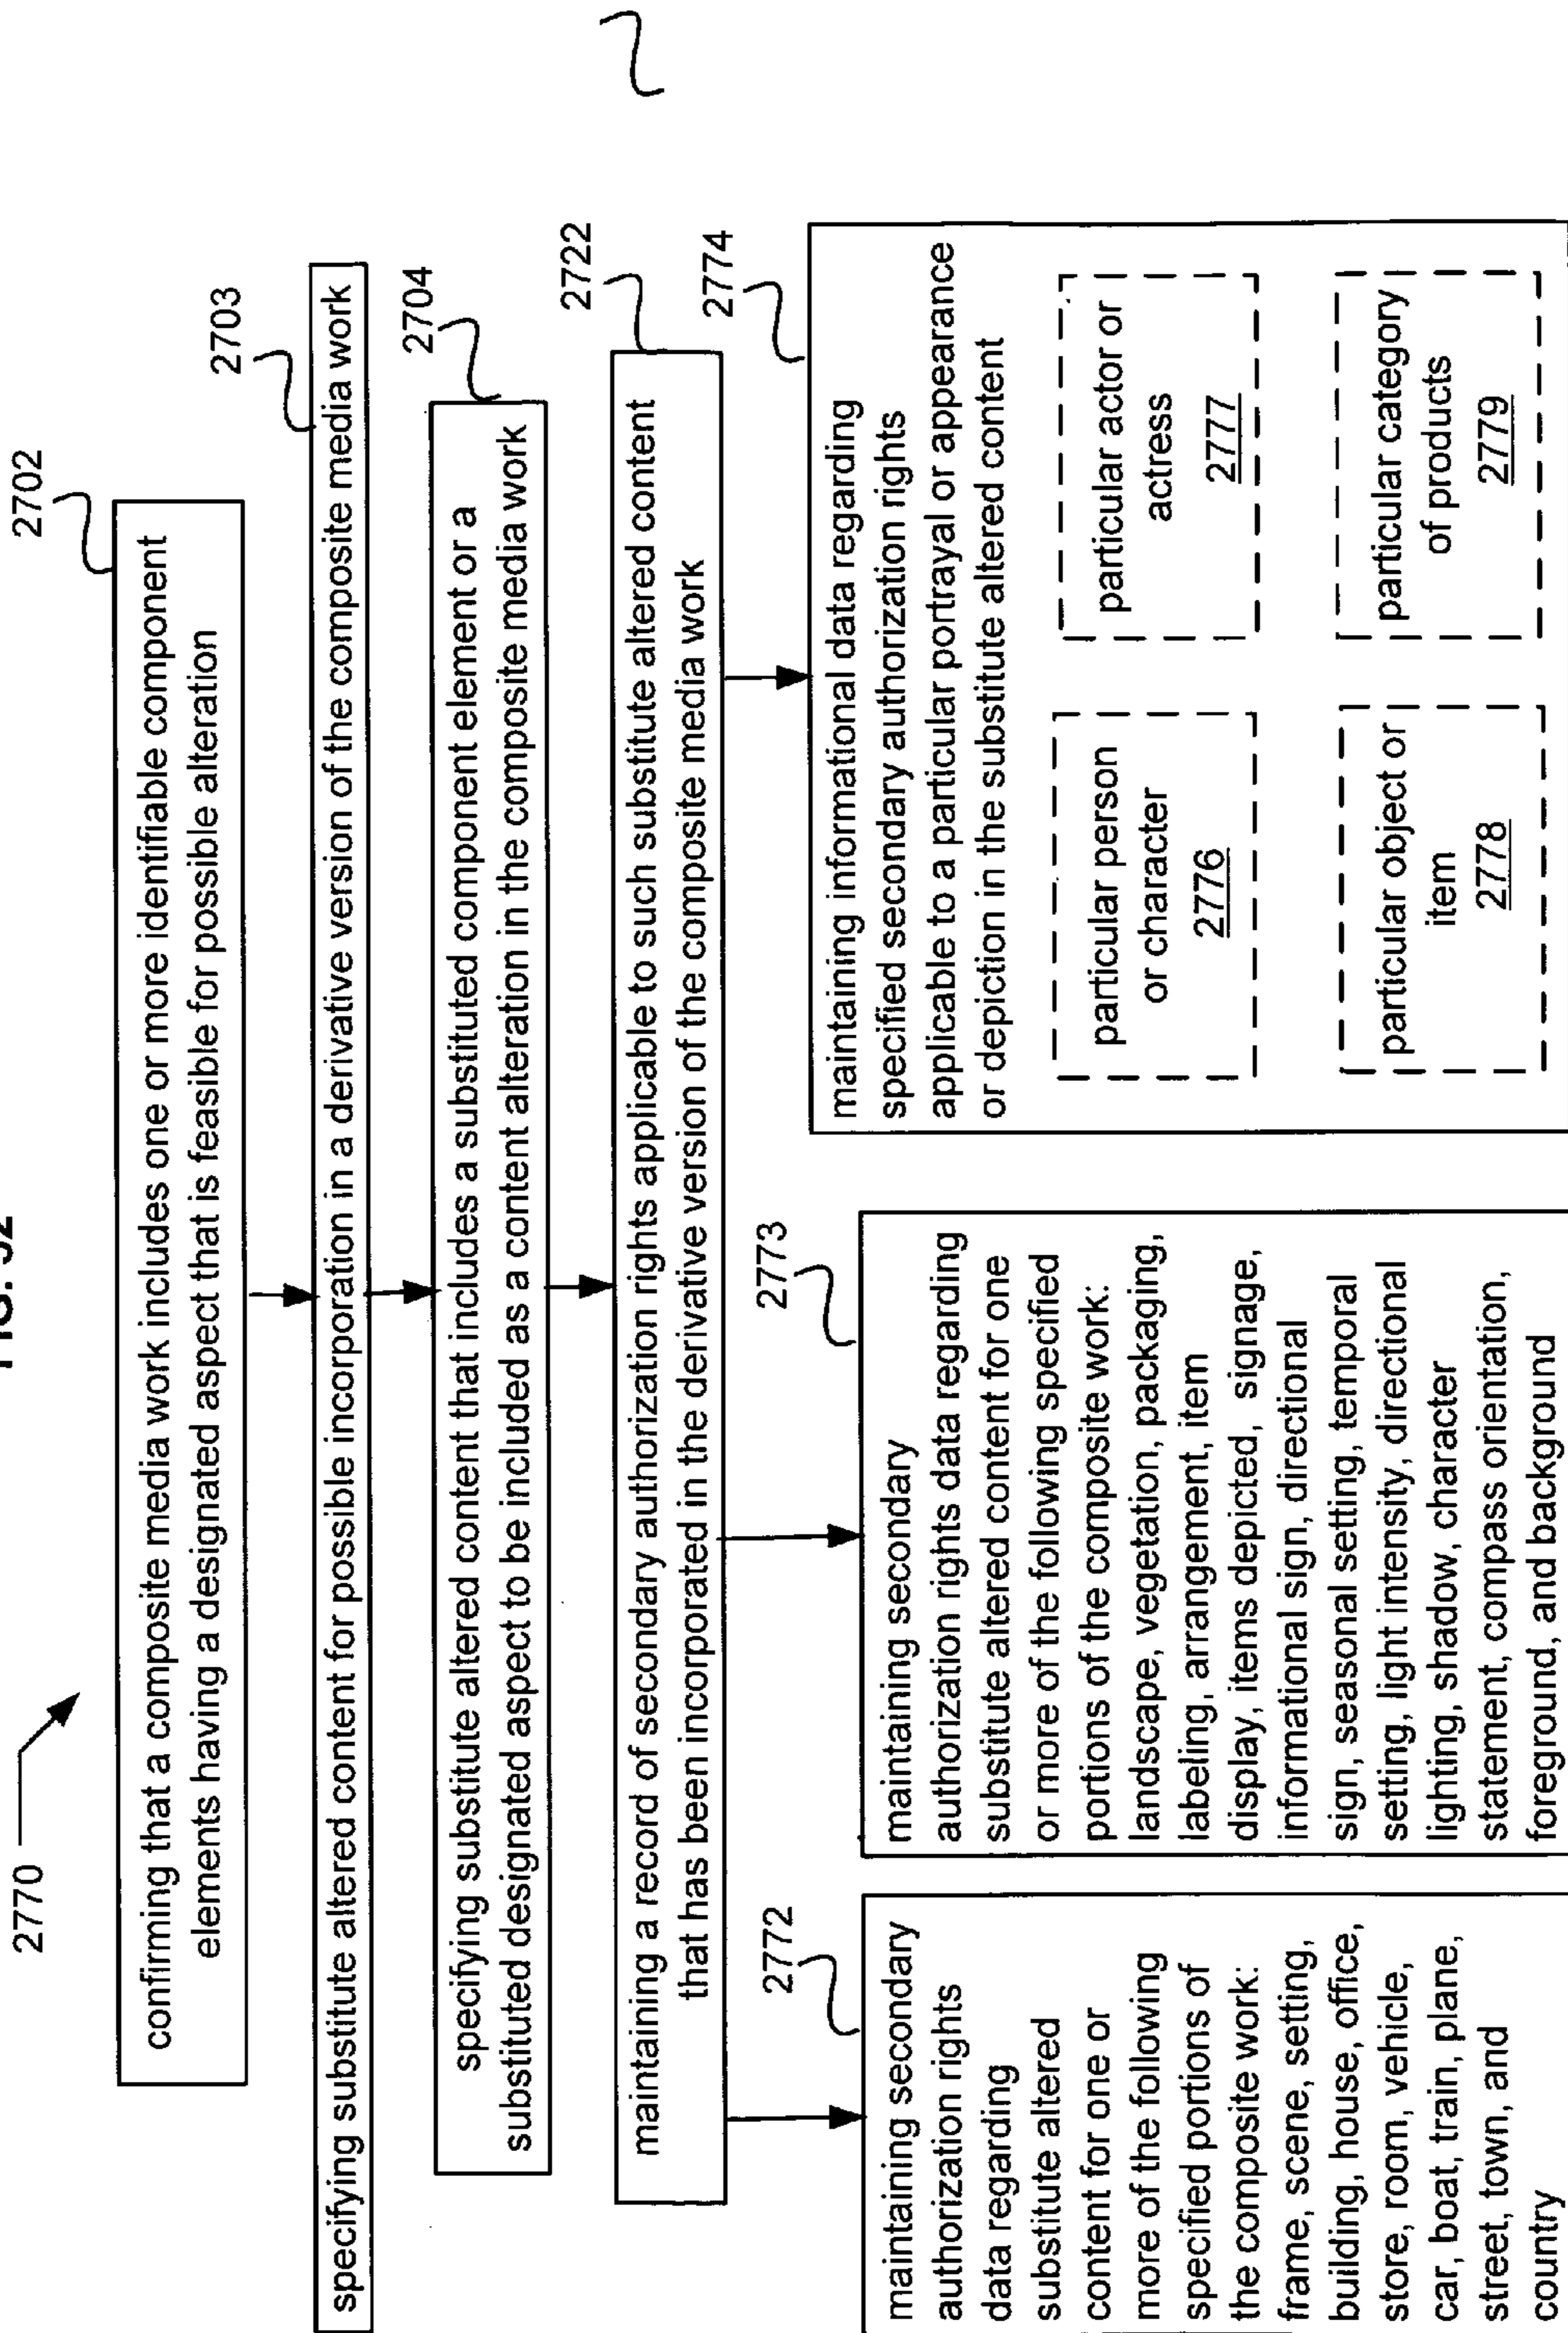 2770
2702
confirming that a composite media work includes one or more identifiable component
elements having a designated aspect that is feasible for possible alteration
2703
specifying substitute altered content for possible incorporation in a derivative version of the composite media work
2704
specifying substitute altered content that includes a substituted component element or a
substituted designated aspect to be included as a content alteration in the composite media work
2722
maintaining a record of secondary authorization rights applicable to such substitute altered content
that has been incorporated in the derivative version of the composite media work
2772
maintaining secondary
authorization rights
data regarding
substitute altered
content for one or
more of the following
specified portions of
the composite work:
frame, scene, setting,
building, house, office,
store, room, vehicle,
car, boat, train, plane,
street, town, and
country
2773
maintaining secondary
authorization rights data regarding
substitute altered content for one
or more of the following specified
portions of the composite work:
landscape, vegetation, packaging,
labeling, arrangement, item
display, items depicted, signage,
informational sign, directional
sign, seasonal setting, temporal
setting, light intensity, directional
lighting, shadow, character
statement, compass orientation,
foreground, and background
2774
maintaining informational data regarding
specified secondary authorization rights
applicable to a particular portrayal or appearance
or depiction in the substitute altered content
particular person
or character
2776
particular actor or
actress
2777
particular object or
item
2778
particular category
of products
2779